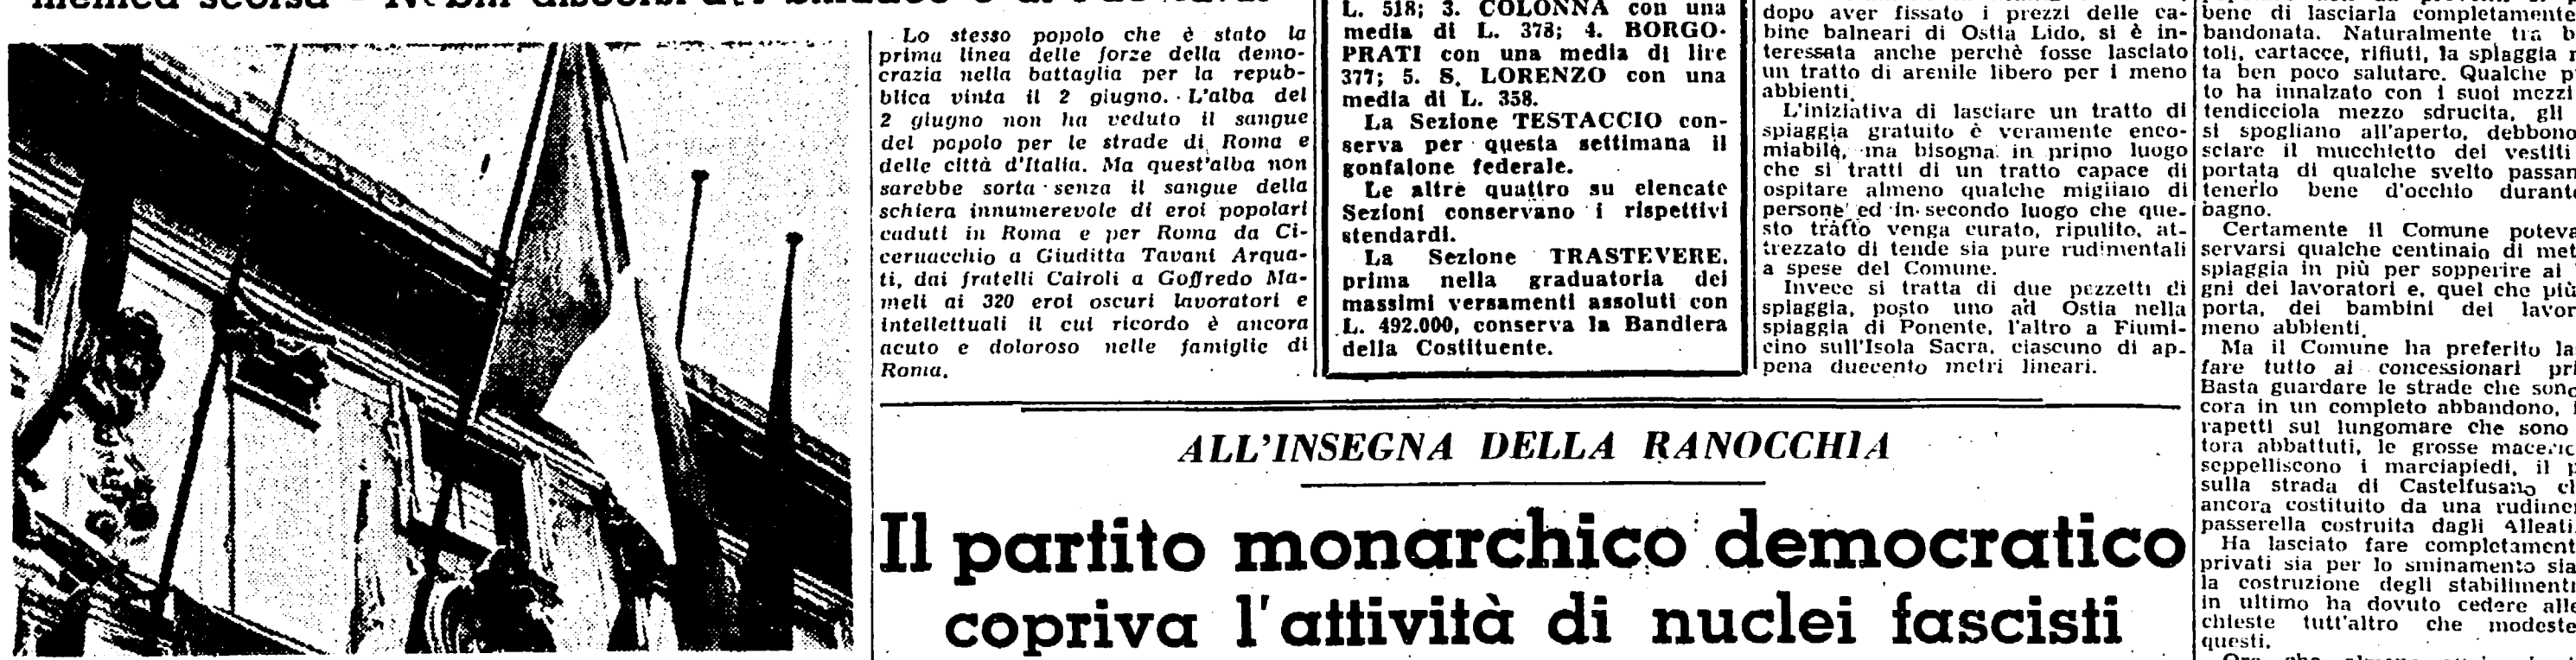 Lo stesso popolo che è stato la
prima linea delle forze della demo-
crazia nella battaglia per la repub-
blica vinta il 2 giugno. L'alba del
2 giugno non ha veduto il sangue
del popolo per le strade di Roma e
delle città d'Italia. Ma quest'alba non
sarebbe sorta senza il sangue della
schiera innumerevole di eroi popolari
caduti in Roma e per Roma da Ci-
ceruacchio a Giuditta Tavani Arqua-
ti, dai fratelli Cairoli a Goffredo Ma-
meli ai 320 eroi oscuri lavoratori e
intellettuali il cui ricordo è ancora
acuto e doloroso nelle famiglie di
Roma.
L. 518; 3. COLONNA con una
media di L. 378; 4. BORGO-
PRATI con una media di lire
377; 5. S. LORENZO con una
media di L. 358.
La Sezione TESTACCIO con-
serva per questa settimana il
gonfalone federale.
Le altre quattro su elencate
Sezioni conservano i rispettivi
stendardi.
La Sezione TRASTEVERE,
prima nella graduatoria dei
massimi versamenti assoluti con
L. 492.000, conserva la Bandiera
della Costituente.
dopo aver fissato i prezzi delle ca-
bine balneari di Ostia Lido, si è in-
teressata anche perchè fosse lasciato
un tratto di arenile libero per i meno
abbienti.
L'iniziativa di lasciare un tratto di
spiaggia gratuito è veramente enco-
miabile, ma bisogna in primo luogo
che si tratti di un tratto capace di
ospitare almeno qualche migliaio di
persone ed in secondo luogo che que-
sto tratto venga curato, ripulito, at-
trezzato di tende sia pure rudimentali
a spese del Comune.
Invece si tratta di due pezzetti di
spiaggia, posto uno ad Ostia nella
spiaggia di Ponente, l'altro a Fiumi-
cino sull'Isola Sacra, ciascuno di ap-
pena duecento metri lineari.
bene di lasciarla completamente
bandonata. Naturalmente tra b
toli, cartacce, rifiuti, la spiaggia r
ta ben poco salutare. Qualche p
to ha innalzato con i suoi mezzi
tendicciola mezzo sdrucita, gli
si spogliano all'aperto, debbono
sciare il mucchietto dei vestiti
portata di qualche svelto passan
tenerlo bene d'occhio durant
bagno.
Certamente il Comune poteva
servarsi qualche centinaio di met
spiaggia in più per sopperire ai
gni dei lavoratori e, quel che più
porta, dei bambini dei lavor
meno abbienti.
Ma il Comune ha preferito la
fare tutto ai concessionari pri
Basta guardare le strade che sono
cora in un completo abbandono,
rapetti sul lungomare che sono
tora abbattuti, le grosse maceric
seppelliscono i marciapiedi, il p
sulla strada di Castelfusano cl
ancora costituito da una rudime
passerella costruita dagli Alleati.
Ha lasciato fare completament
privati sia per lo sminamento sia
la costruzione degli stabilimenti
in ultimo ha dovuto cedere alle
chieste tutt'altro che modeste
questi.
ALL'INSEGNA DELLA RANOCCHIA
Il partito monarchico democratico
copriva l'attività di nuclei fascisti